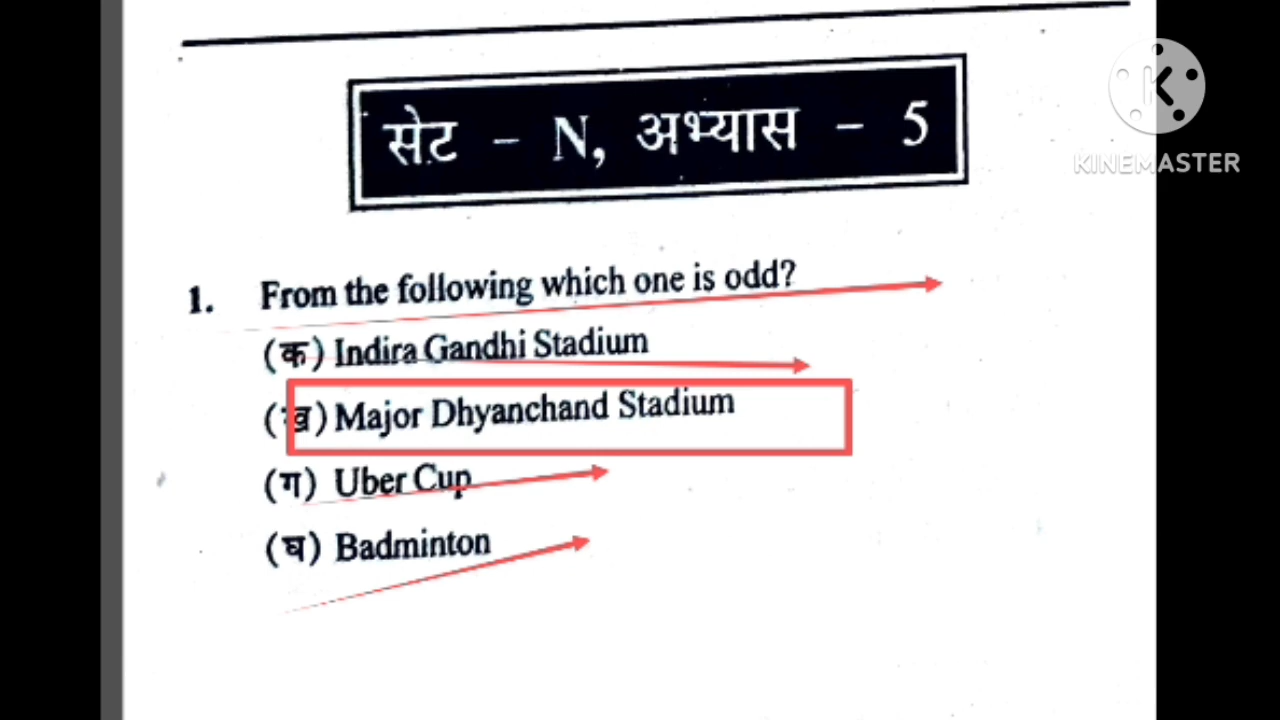 सेट – N, अभ्यास – 5
KINEMASTER
1. From the following which one is odd?
(क) Indira Gandhi Stadium
(ख) Major Dhyanchand Stadium
(ग) Uber Cup
(घ) Badminton